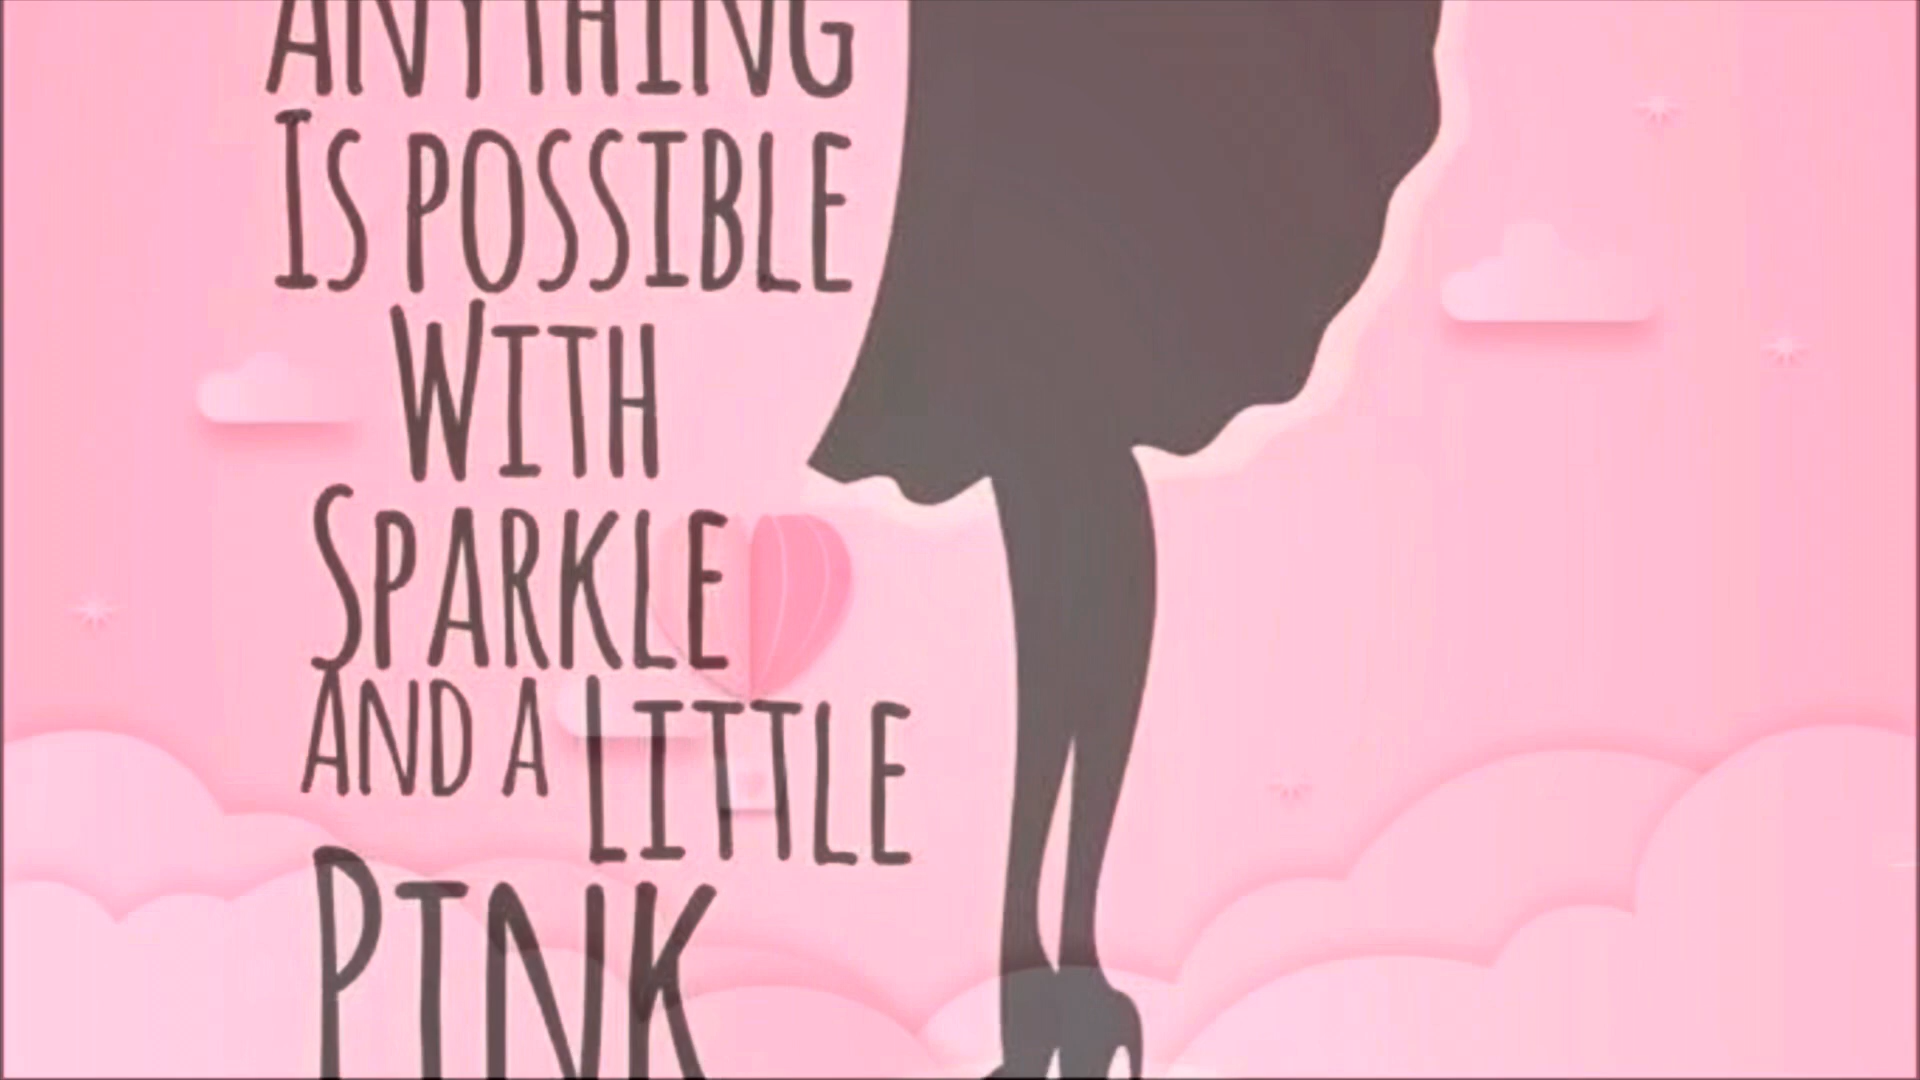 ANYTHING
IS POSSIBLE
WITH
SPARKLE
AND A LITTLE
PINK